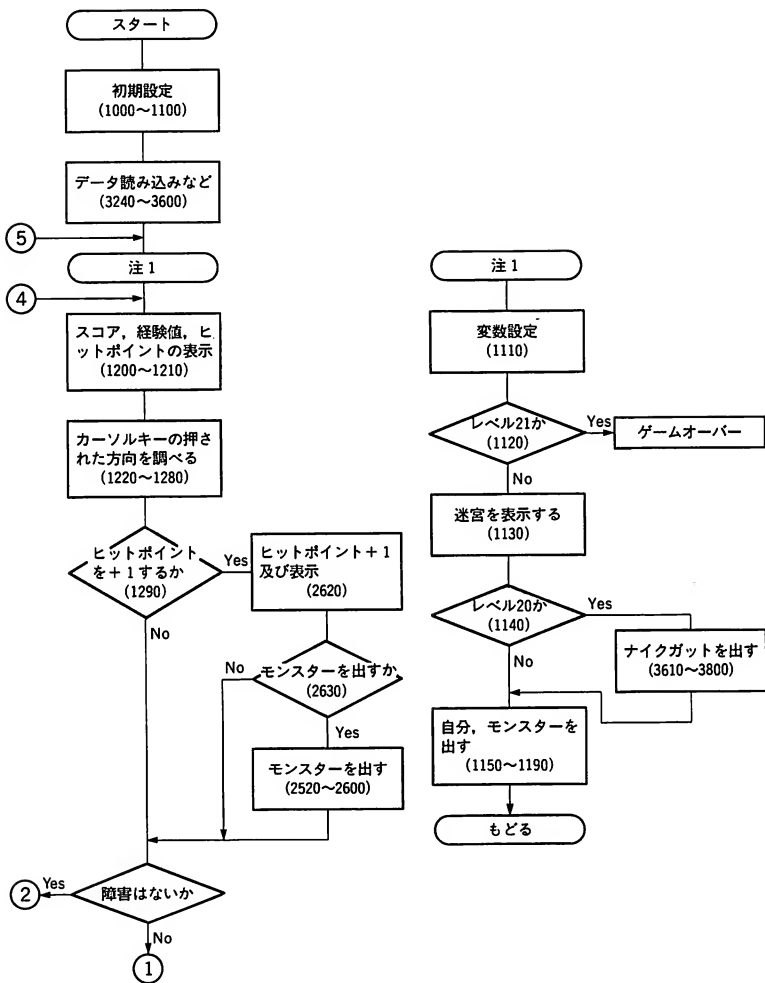 スタート
初期設定
(1000〜1100)
データ読み込みなど
(3240〜3600)
⑤
注1
④
スコア，経験値，ヒ
ットポイントの表示
(1200〜1210)
カーソルキーの押さ
れた方向を調べる
(1220〜1280)
ヒットポイント
を+1するか
(1290)
Yes
No
ヒットポイント+1
及び表示
(2620)
モンスターを出すか
(2630)
No
Yes
モンスターを出す
(2520〜2600)
障害はないか
Yes
②
No
①
注1
変数設定
(1110)
レベル21か
(1120)
Yes
ゲームオーバー
No
迷宮を表示する
(1130)
レベル20か
(1140)
Yes
ナイクガットを出す
(3610〜3800)
No
自分，モンスターを
出す
(1150〜1190)
もどる